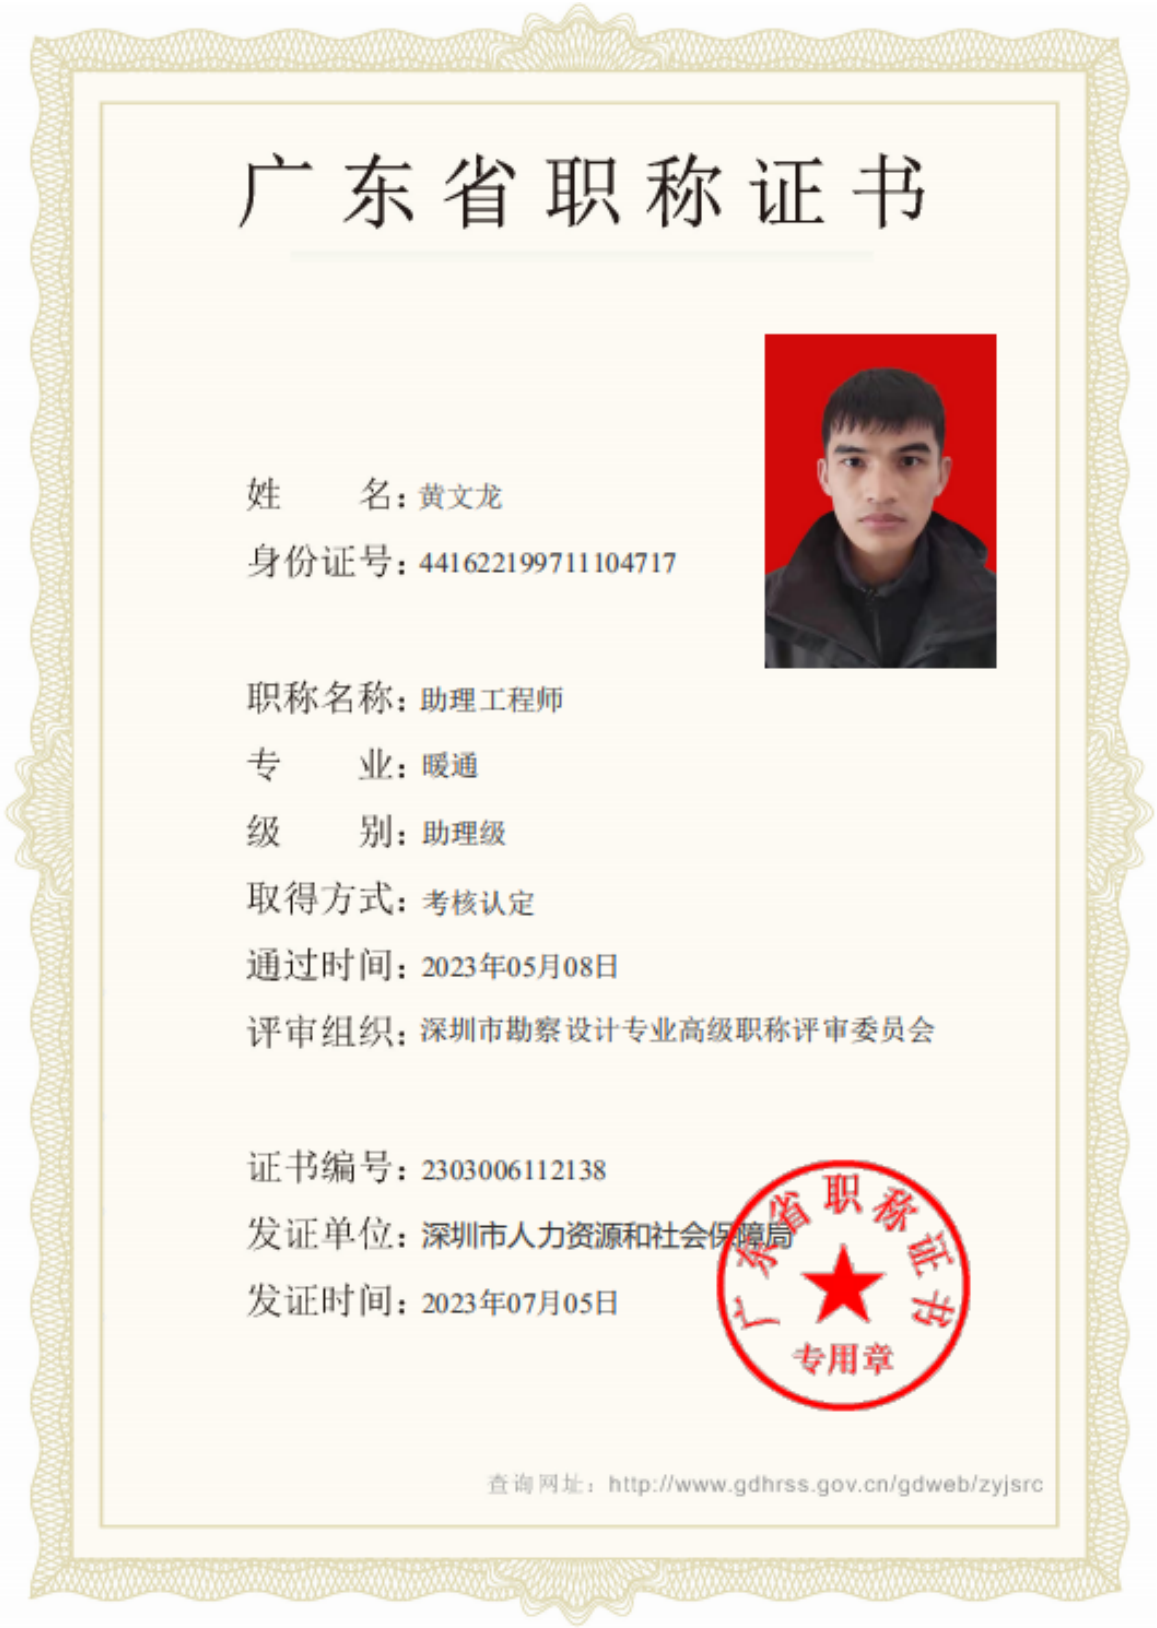 广东省职称证书
姓 名：黄文龙
身份证号：441622199711104717
职称名称：助理工程师
专 业：暖通
级 别：助理级
取得方式：考核认定
通过时间：2023年05月08日
评审组织：深圳市勘察设计专业高级职称评审委员会
证书编号：2303006112138
发证单位：深圳市人力资源和社会保障局
发证时间：2023年07月05日
广东省职称证书
专用章
查询网址：http://www.gdhrss.gov.cn/gdweb/zyjsrc